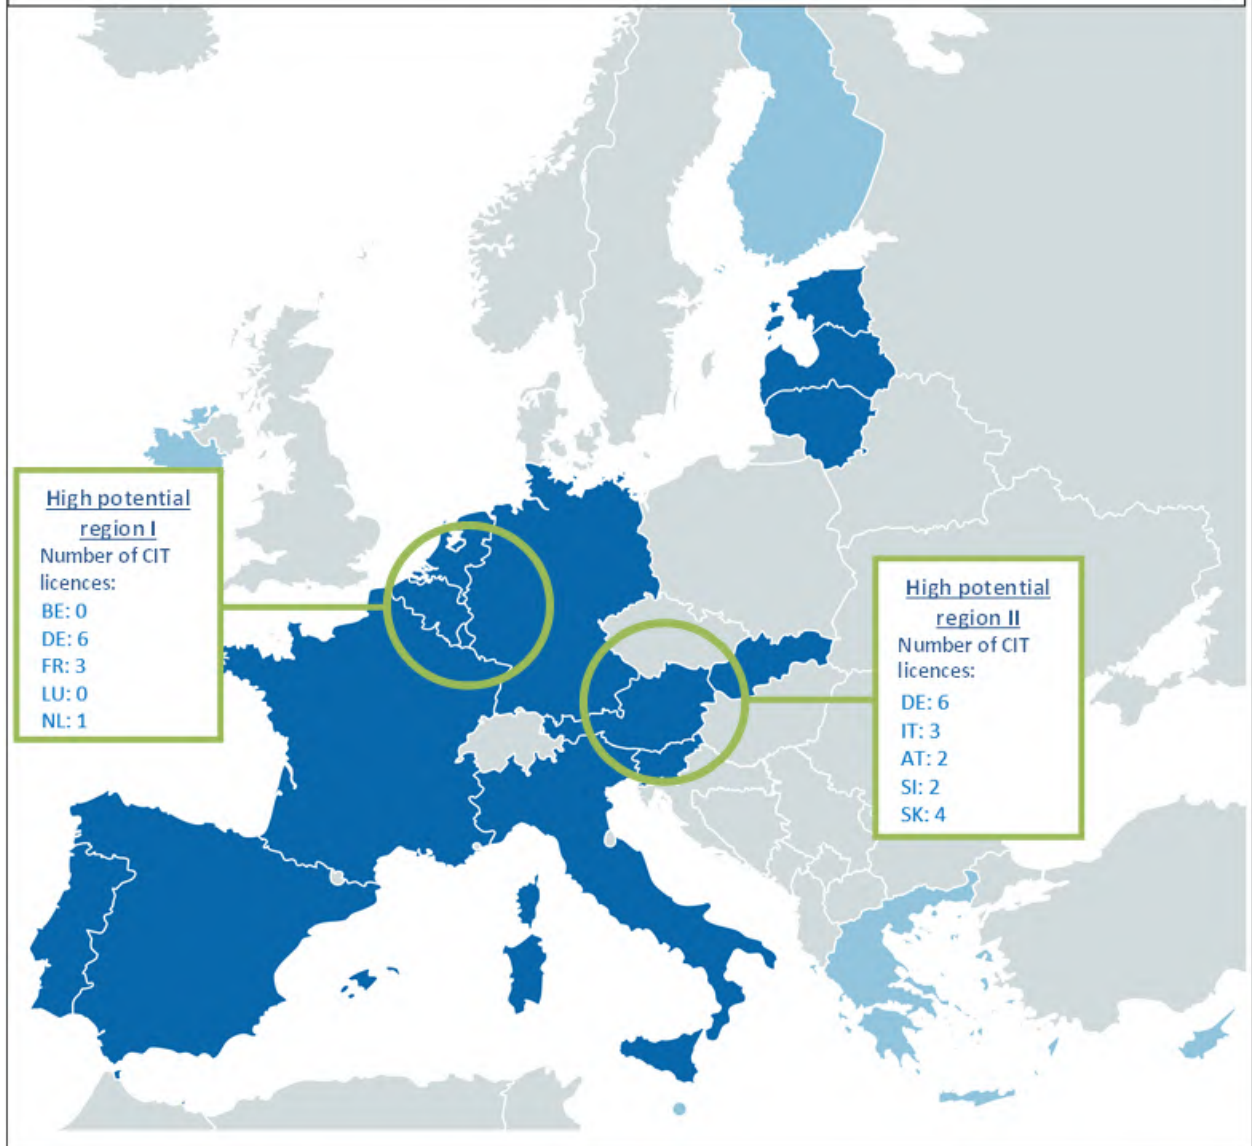 High potential
region I
Number of CIT
licences:
BE: 0
DE: 6
FR: 3
LU: 0
NL: 1
High potential
region II
Number of CIT
licences:
DE: 6
IT: 3
AT: 2
SI: 2
SK: 4